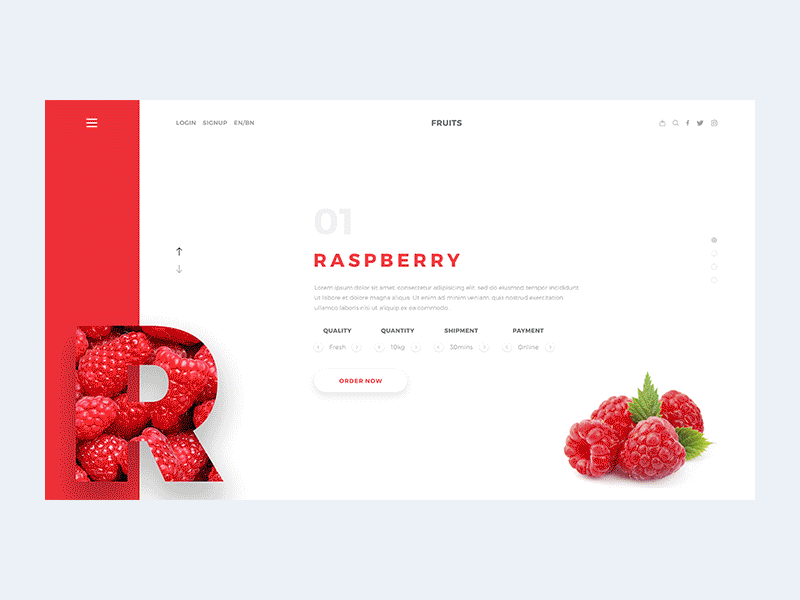 LOGIN SIGNUP EN/BN FRUITS
01
RASPBERRY
Lorem ipsum dolor sit amet, consectetur adipiscing elit, sed do eiusmod tempor incididunt
ut labore et dolore magna aliqua. Ut enim ad minim veniam, quis nostrud exercitation
ullamco laboris nisi ut aliquip ex ea commodo.
QUALITY QUANTITY SHIPMENT PAYMENT
Fresh 10kg 30mins Online
ORDER NOW
R